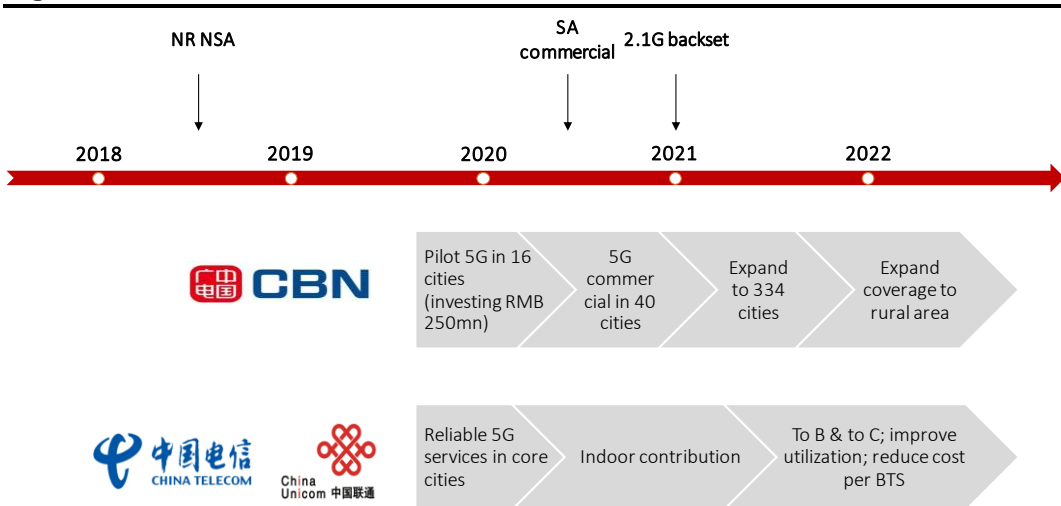 NR NSA
SA
commercial
2.1G backset
2018
2019
2020
2021
2022
广中
电国
CBN
Pilot 5G in 16
cities
(investing RMB
250mn)
5G
commer
cial in 40
cities
Expand
to 334
cities
Expand
coverage to
rural area
中国电信
CHINA TELECOM
China
Unicom 中国联通
Reliable 5G
services in core
cities
Indoor contribution
To B & to C; improve
utilization; reduce cost
per BTS